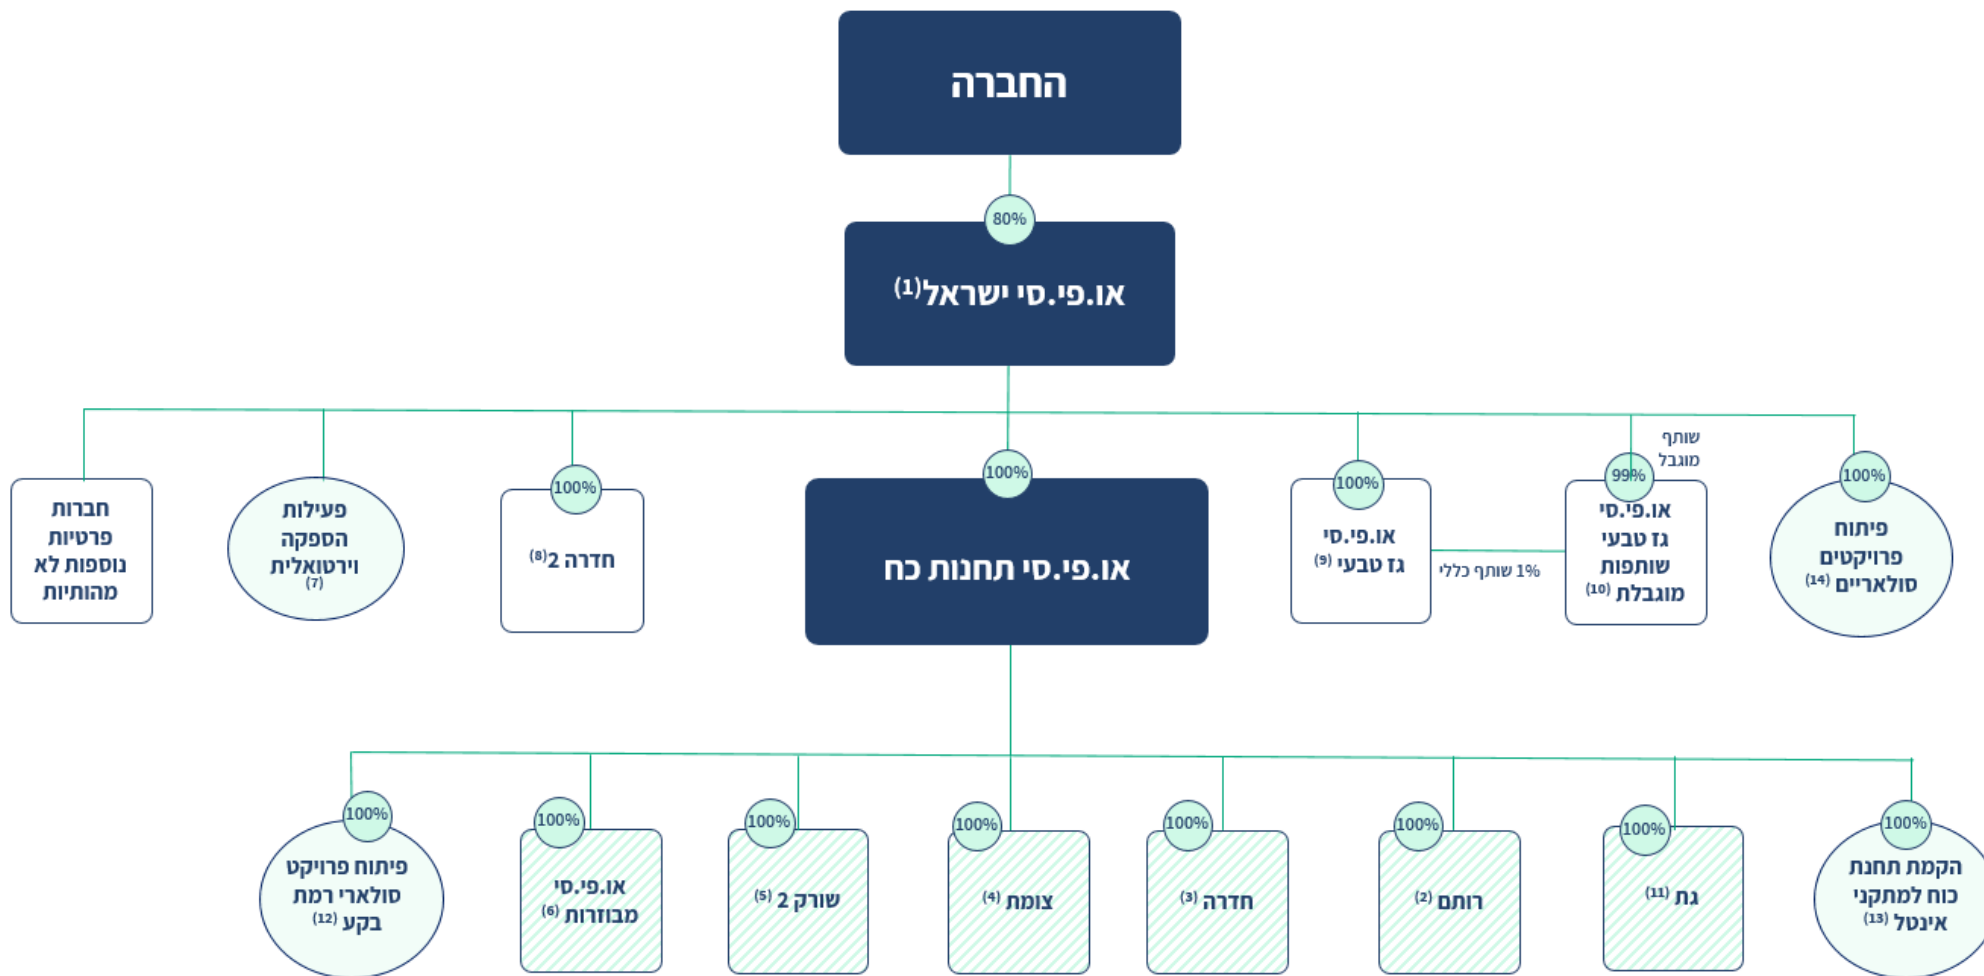 החברה
80%
או.פי.סי ישראל(1)
שותף
מוגבל
100%
פיתוח
פרויקטים
סולאריים (14)
99%
או.פי.סי
גז טבעי
שותפות
מוגבלת (10)
1% שותף כללי
100%
או.פי.סי
גז טבעי (9)
100%
או.פי.סי תחנות כח
100%
חדרה 2(8)
פעילות
הספקה
וירטואלית
(7)
חברות
פרטיות
נוספות לא
מהותיות
100%
הקמת תחנת
כוח למתקני
אינטל (13)
100%
גת (11)
100%
רותם (2)
100%
חדרה (3)
100%
צומת (4)
100%
שורק 2 (5)
100%
או.פי.סי
מבוזרות (6)
100%
פיתוח פרויקט
סולארי רמת
בקע (12)